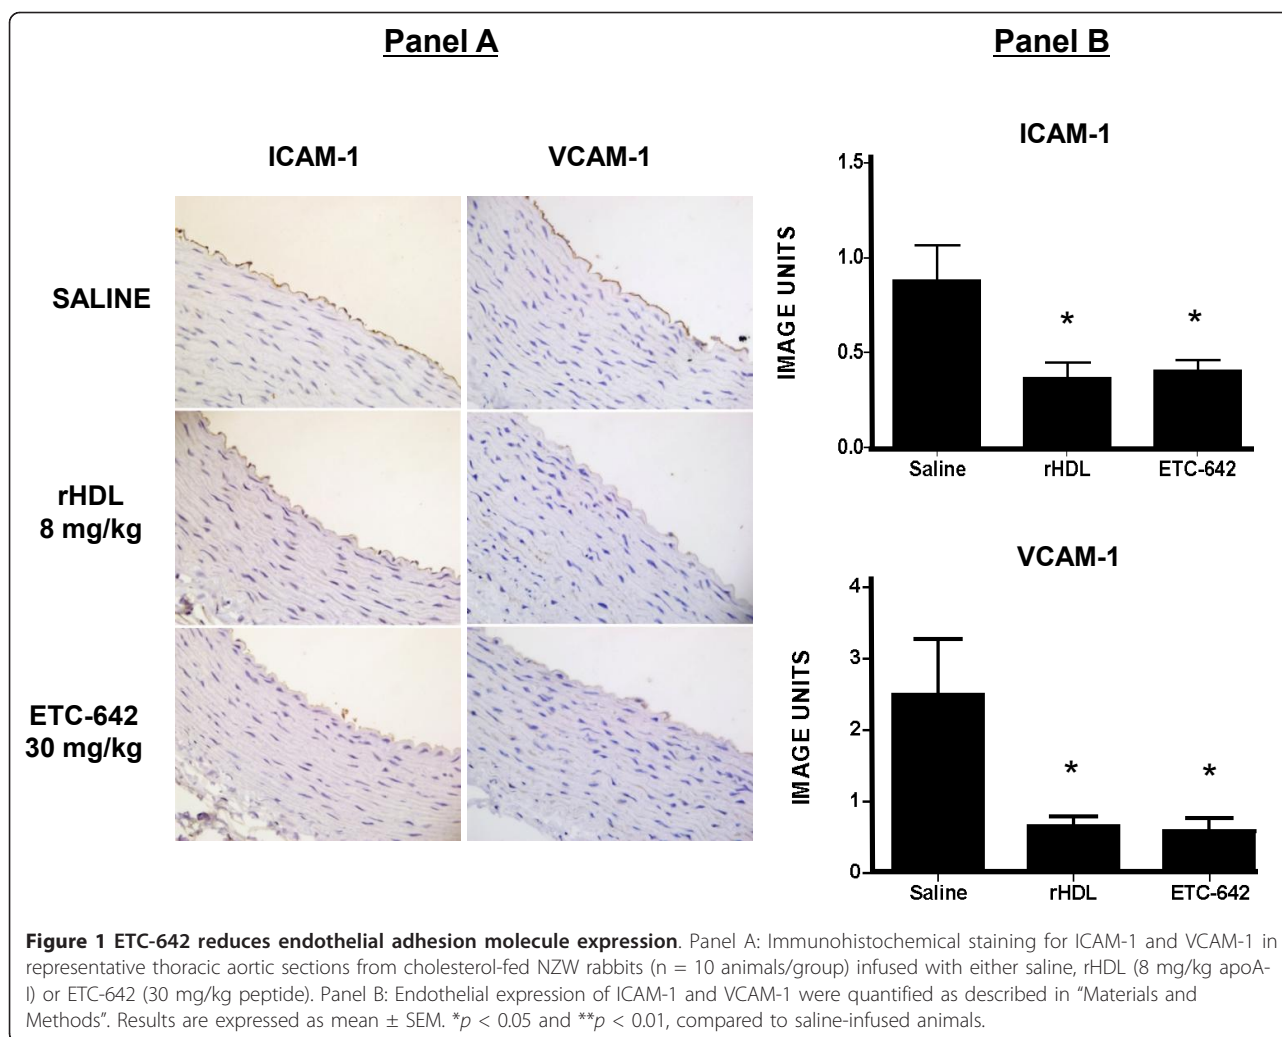 Panel A
Panel B
ICAM-1
VCAM-1
SALINE
rHDL
8 mg/kg
ETC-642
30 mg/kg
ICAM-1
1.5
1.0
0.5
0.0
IMAGE UNITS
*
*
Saline
rHDL
ETC-642
VCAM-1
4
3
2
1
0
IMAGE UNITS
*
*
Saline
rHDL
ETC-642
Figure 1 ETC-642 reduces endothelial adhesion molecule expression. Panel A: Immunohistochemical staining for ICAM-1 and VCAM-1 in
representative thoracic aortic sections from cholesterol-fed NZW rabbits (n = 10 animals/group) infused with either saline, rHDL (8 mg/kg apoA-
I) or ETC-642 (30 mg/kg peptide). Panel B: Endothelial expression of ICAM-1 and VCAM-1 were quantified as described in “Materials and
Methods”. Results are expressed as mean ± SEM. *p < 0.05 and **p < 0.01, compared to saline-infused animals.